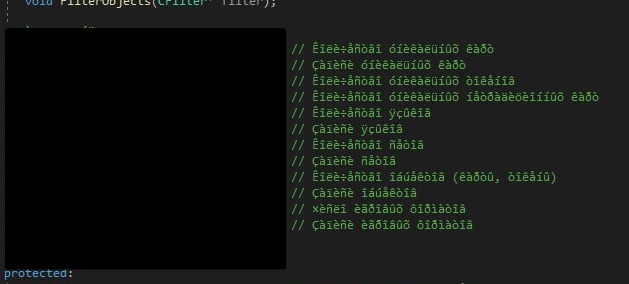 void FilterObjects(CFilter* filter);
// Êîëè÷åñòâî óíèêàëüíûõ êàðò
// Çàïèñè óíèêàëüíûõ êàðò
// Êîëè÷åñòâî óíèêàëüíûõ òîêåíîâ
// Êîëè÷åñòâî óíèêàëüíûõ íåòðàäèöèîííûõ êàðò
// Êîëè÷åñòâî ÿçûêîâ
// Çàïèñè ÿçûêîâ
// Êîëè÷åñòâî ñåòîâ
// Çàïèñè ñåòîâ
// Êîëè÷åñòâî îáúåêòîâ (êàðòû, òîêåíû)
// Çàïèñè îáúåêòîâ
// ×èñëî èãðîâûõ ôîðìàòîâ
// Çàïèñè èãðîâûõ ôîðìàòîâ
protected: